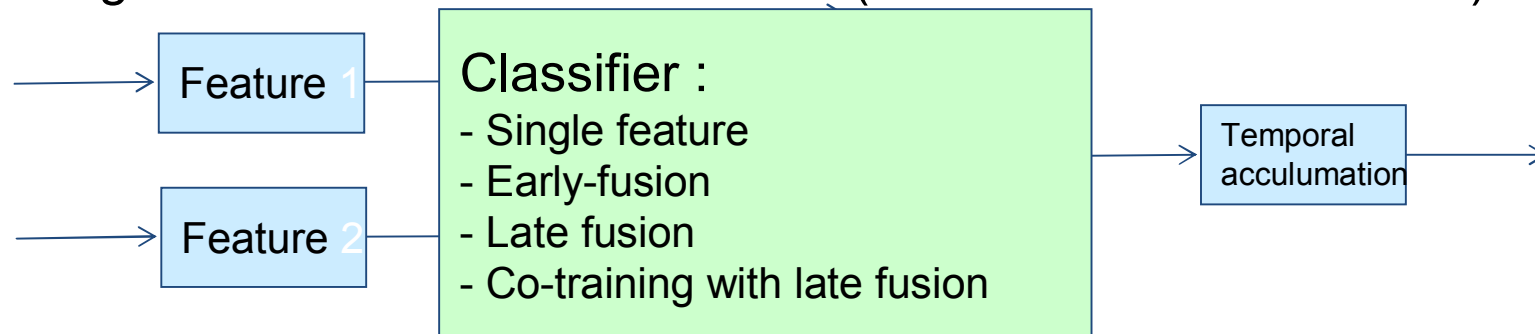 Feature 1
Feature 2
Classifier :
- Single feature
- Early-fusion
- Late fusion
- Co-training with late fusion
Temporal
acculumation